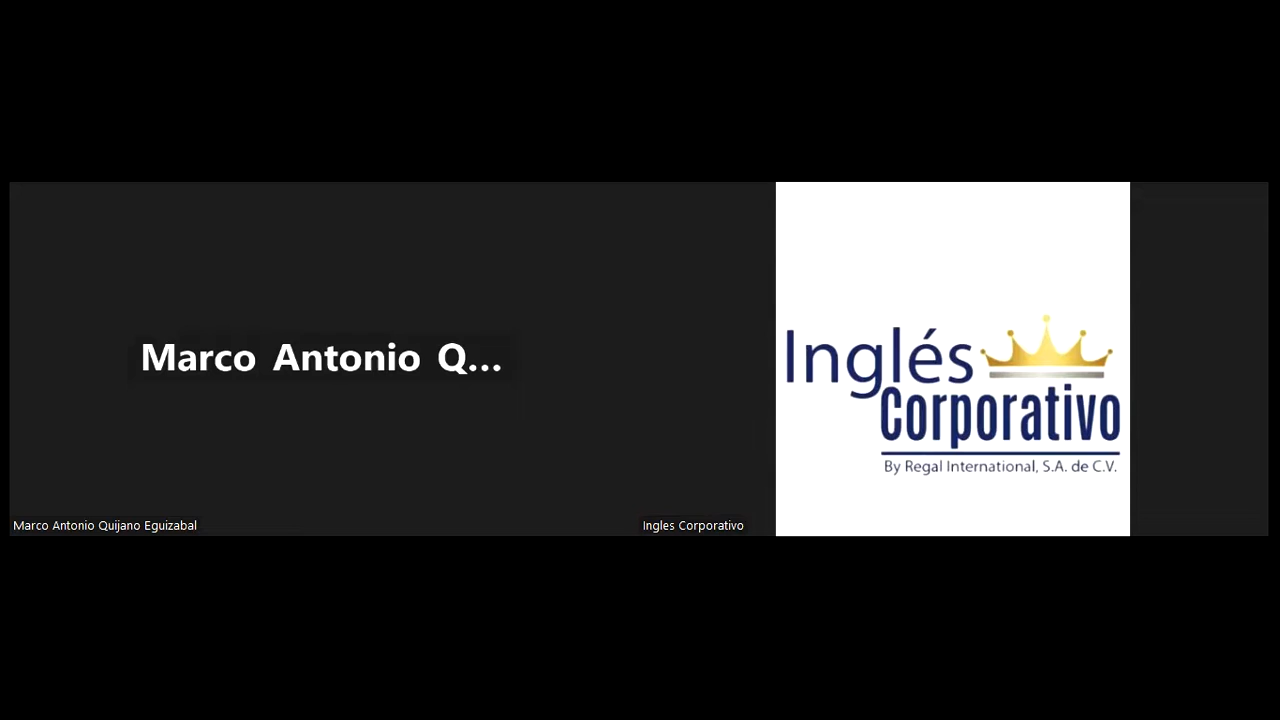 Marco Antonio Q...
Marco Antonio Quijano Eguizabal
Inglés
Corporativo
By Regal International, S.A. de C.V.
Ingles Corporativo